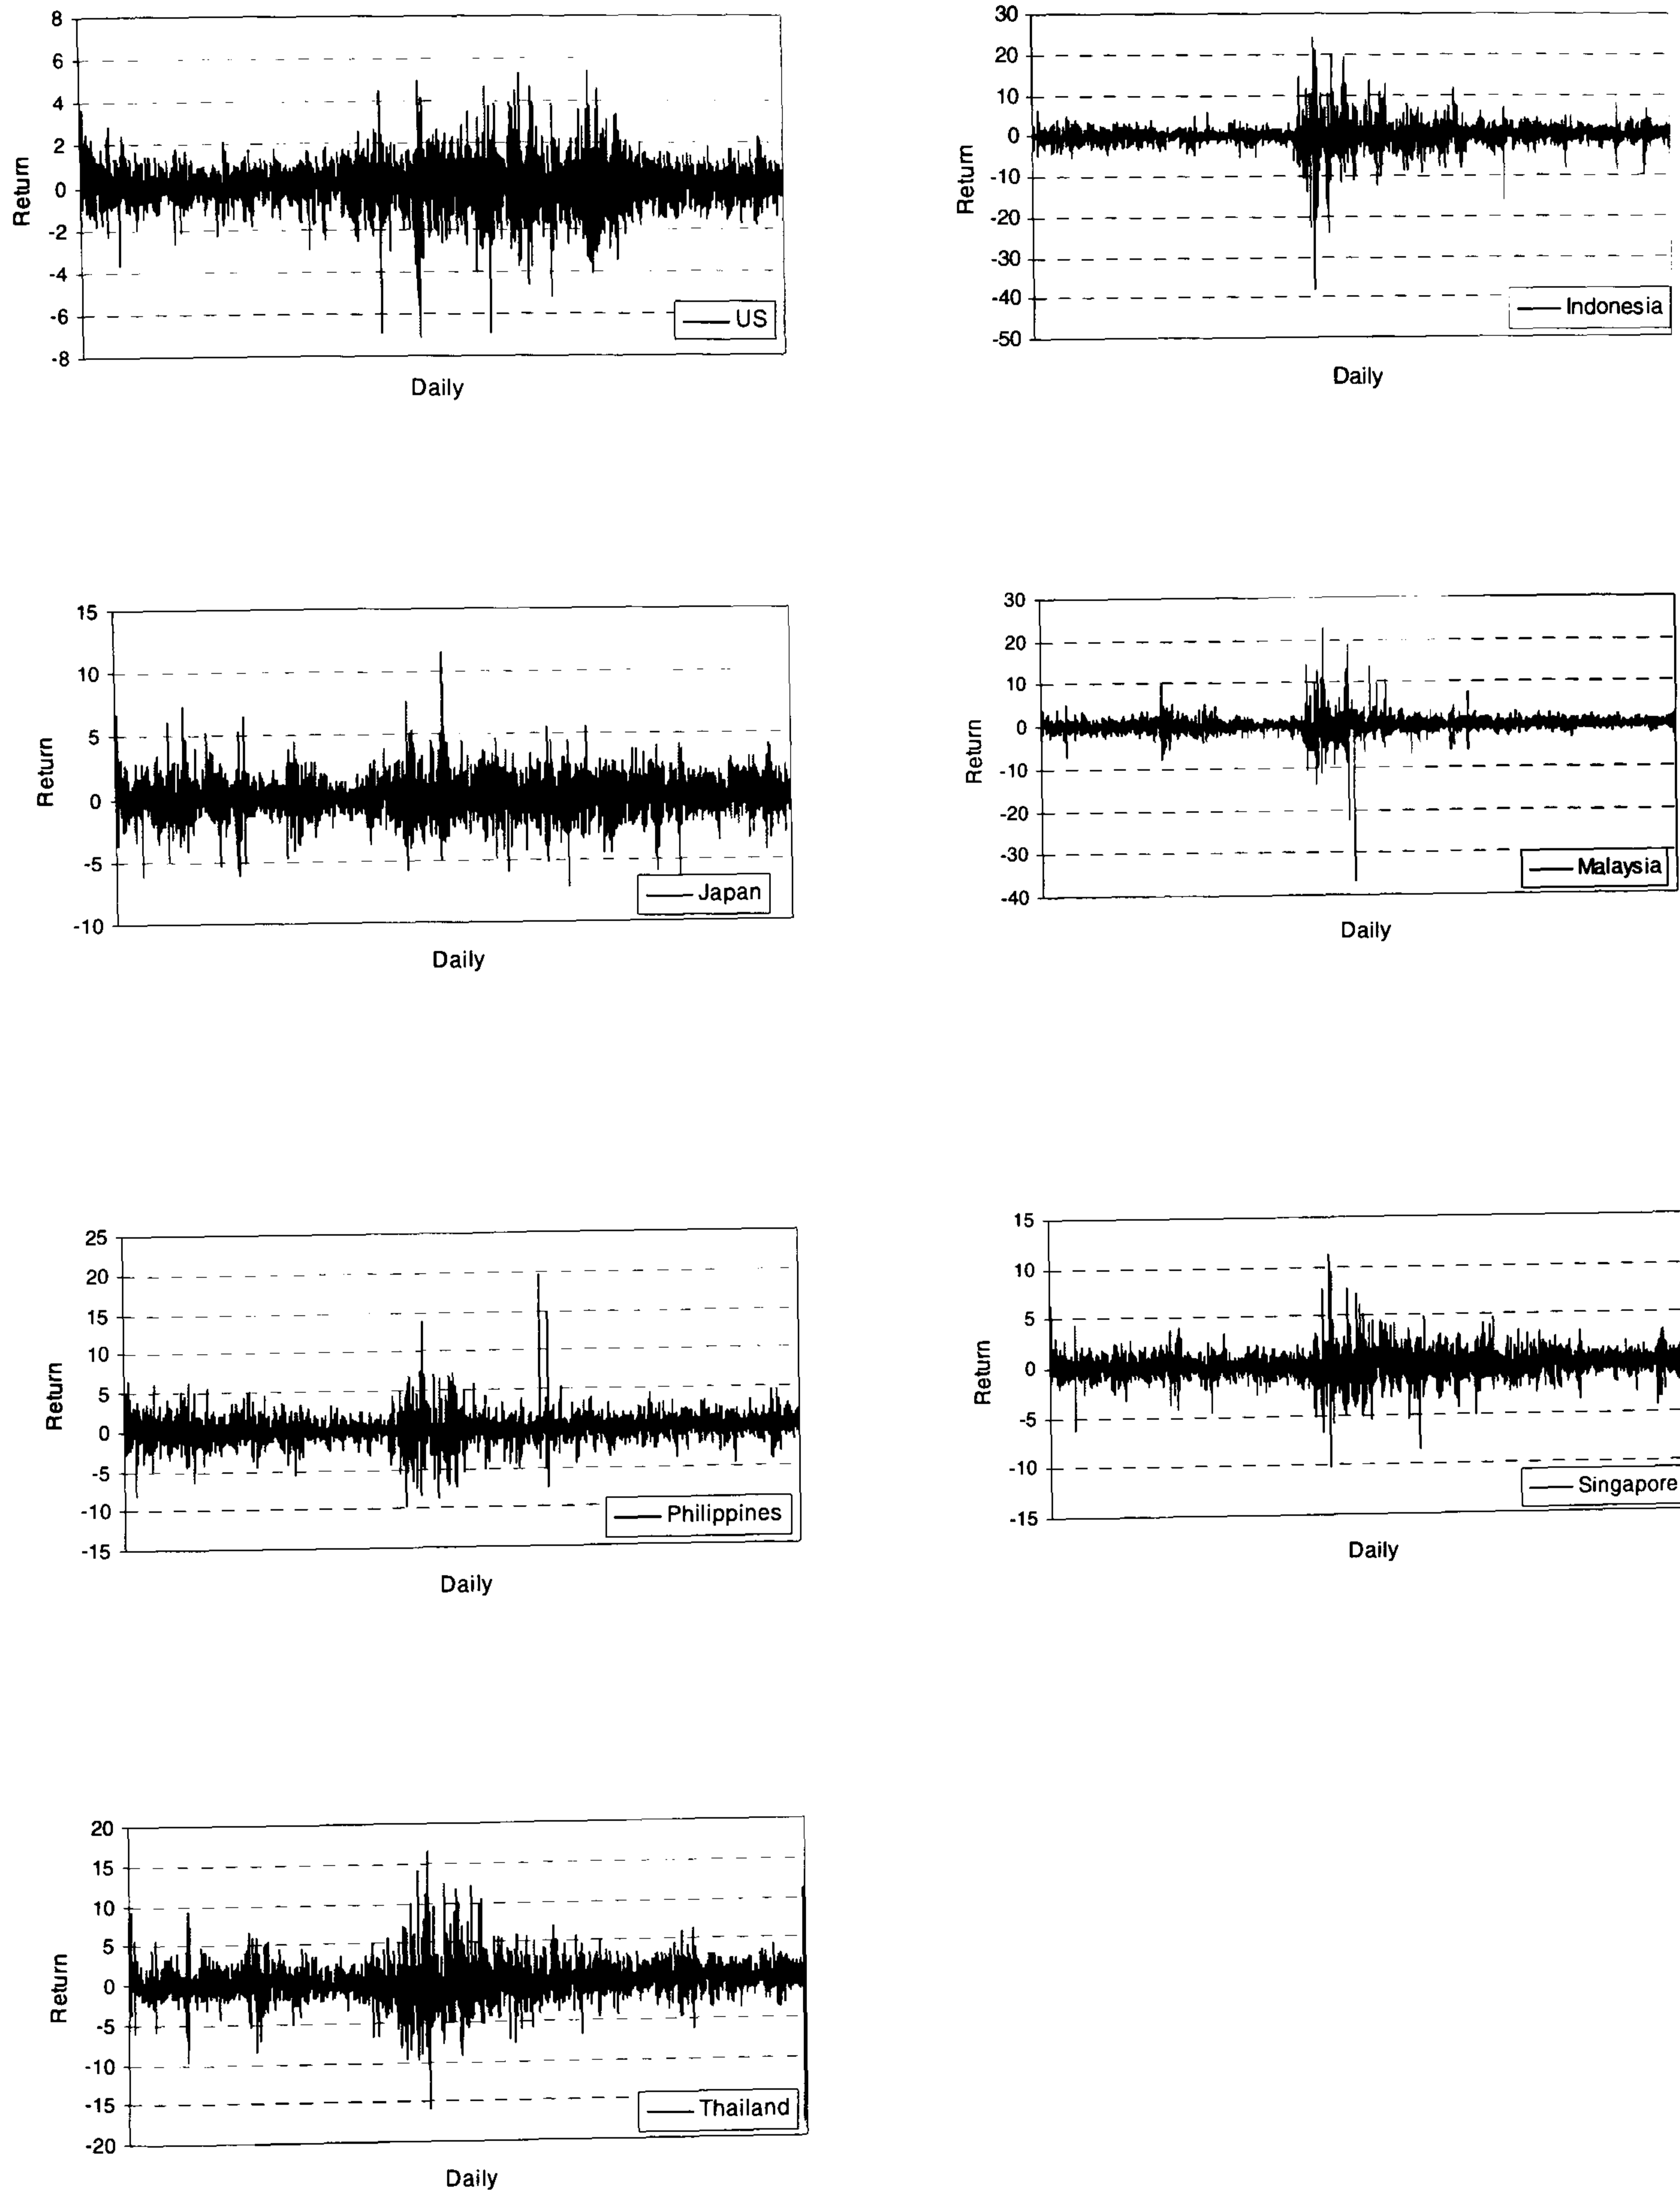 8
6
4
2
0
-2
-4
-6
-8
Return
US
Daily
30
20
10
0
-10
-20
-30
-40
-50
Return
Indonesia
Daily
15
10
5
0
-5
-10
Return
Japan
Daily
30
20
10
0
-10
-20
-30
-40
Return
Malaysia
Daily
25
20
15
10
5
0
-5
-10
-15
Return
Philippines
Daily
15
10
5
0
-5
-10
-15
Return
Singapore
Daily
20
15
10
5
0
-5
-10
-15
-20
Return
Thailand
Daily